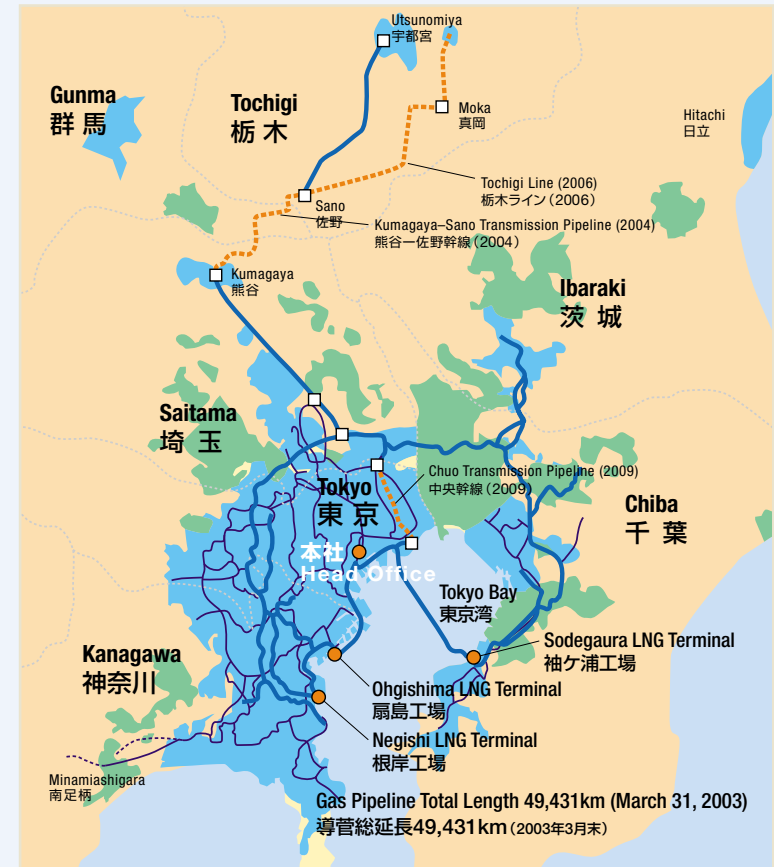 Utsunomiya
宇都宮
Gunma
群馬
Tochigi
栃木
Moka
真岡
Hitachi
日立
Tochigi Line (2006)
栃木ライン（2006）
Sano
佐野
Kumagaya–Sano Transmission Pipeline (2004)
熊谷ー佐野幹線（2004）
Kumagaya
熊谷
Ibaraki
茨城
Saitama
埼玉
Chuo Transmission Pipeline (2009)
中央幹線（2009）
Tokyo
東京
Chiba
千葉
本社
Head Office
Tokyo Bay
東京湾
Sodegaura LNG Terminal
袖ケ浦工場
Kanagawa
神奈川
Ohgishima LNG Terminal
扇島工場
Negishi LNG Terminal
根岸工場
Minamiashigara
南足柄
Gas Pipeline Total Length 49,431km (March 31, 2003)
導管総延長49,431km（2003年3月末）